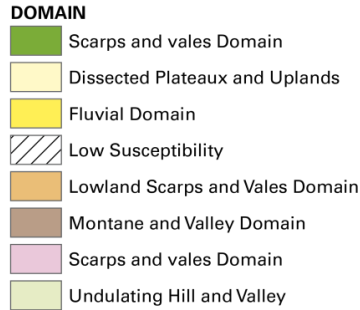 DOMAIN
Scarps and vales Domain
Dissected Plateaux and Uplands
Fluvial Domain
Low Susceptibility
Lowland Scarps and Vales Domain
Montane and Valley Domain
Scarps and vales Domain
Undulating Hill and Valley